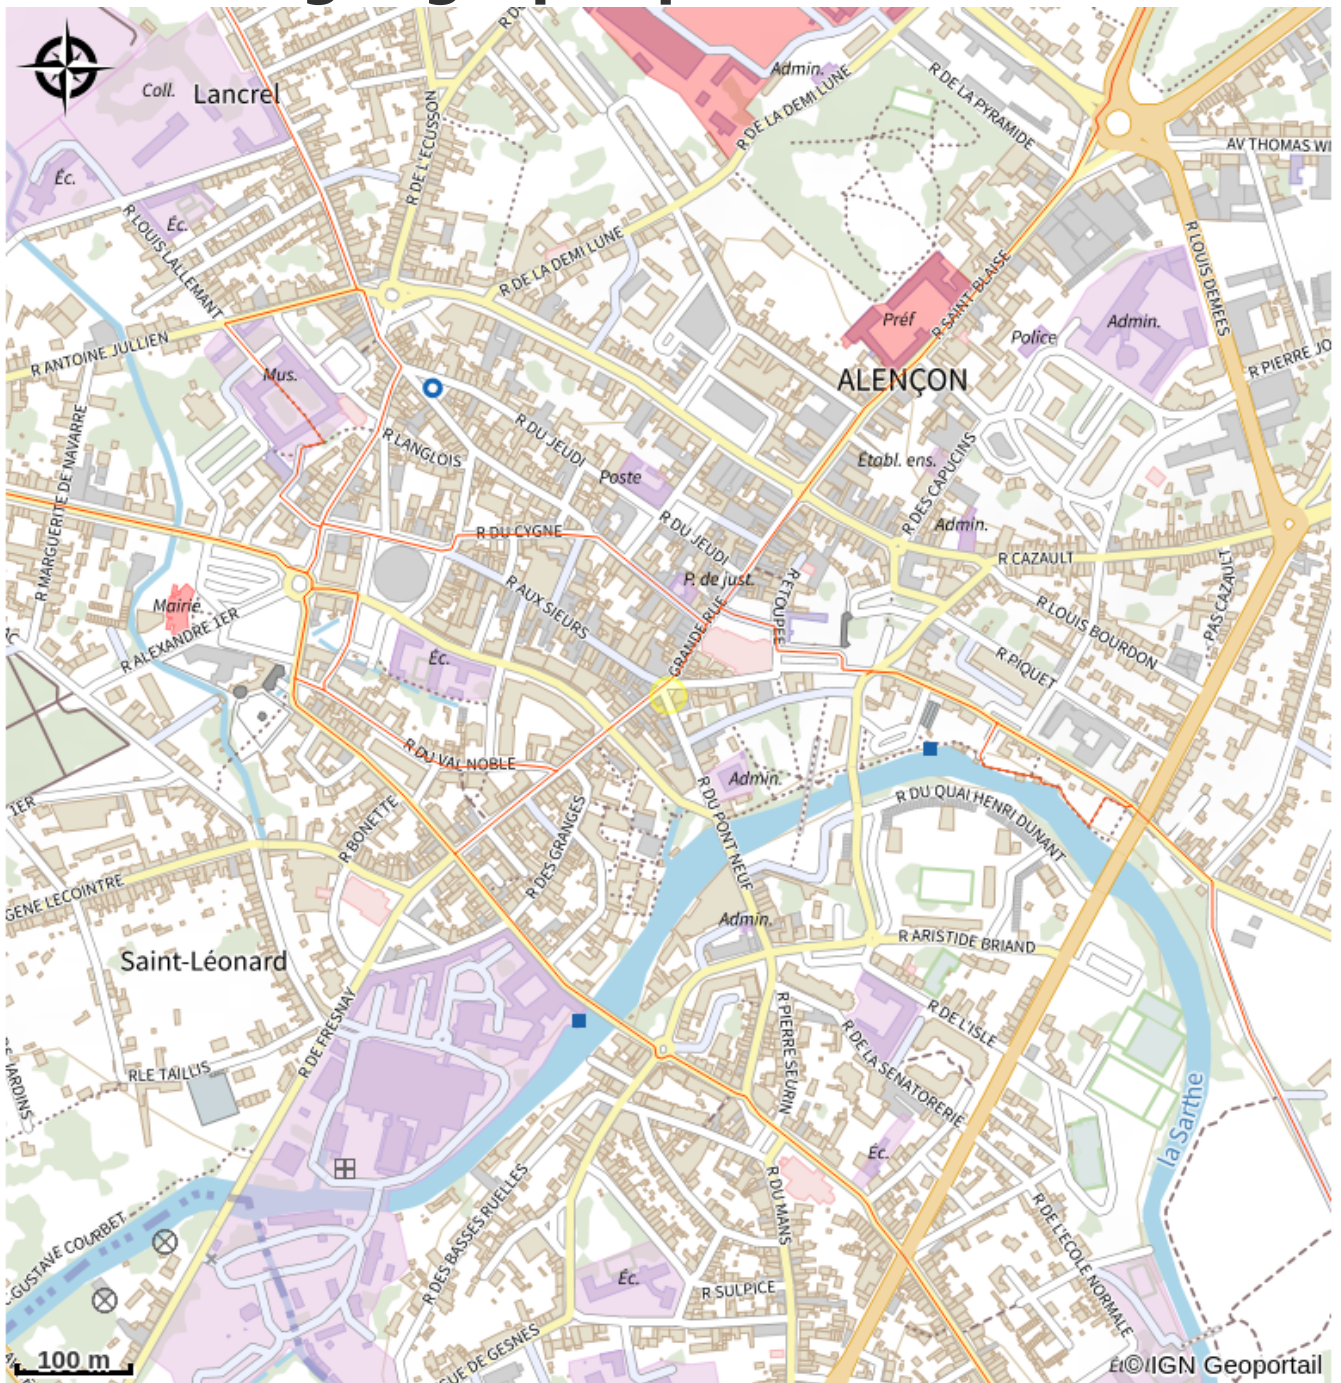 Coll.
Lancrel
Éc.
Éc.
R LOUIS LALLEMANT
R DE L'ECUSSON
R DE LA DEMI LUNE
R DE LA DEMI LUNE
Admin.
R DE LA PYRAMIDE
AV THOMAS WI
R LOUIS DEMEES
R SAINT-BLAISE
Préf
Police
Admin.
R PIERRE JO
ALENÇON
R ANTOINE JULLIEN
Mus.
R MARGUERITE DE NAVARRE
R LANGLOIS
R DU JEUDI
Poste
Établ. ens.
R DES CAPUCINS
Admin.
R DU CYGNE
R DU JEUDI
R CAZAULT
PAS CAZAULT
P. de just.
R ETOUPEE
R AUX SIEURS
GRANDE RUE
Mairie
R ALEXANDRE 1ER
Éc.
R LOUIS BOURDON
R PIQUET
R DU VAL NOBLE
Admin.
R DU PONT NEUF
R DU QUAI HENRI DUNANT
1ER
R BONETTE
R DES GRANGES
GENE LECOINTRE
Admin.
R ARISTIDE BRIAND
Saint-Léonard
R DE FRESNAY
R PIERRE SEURIN
R DE L'ISLE
R DE LA SENATORERIE
RLE TAILLIS
JARDINS
la Sarthe
Éc.
R DU MANS
R DES BASSES RUELLES
GUSTAVE COURBET
R DE L'ECOLE NORMALE
Éc.
R SULPICE
UE DE GESNES
100 m
©IGN Geoportail